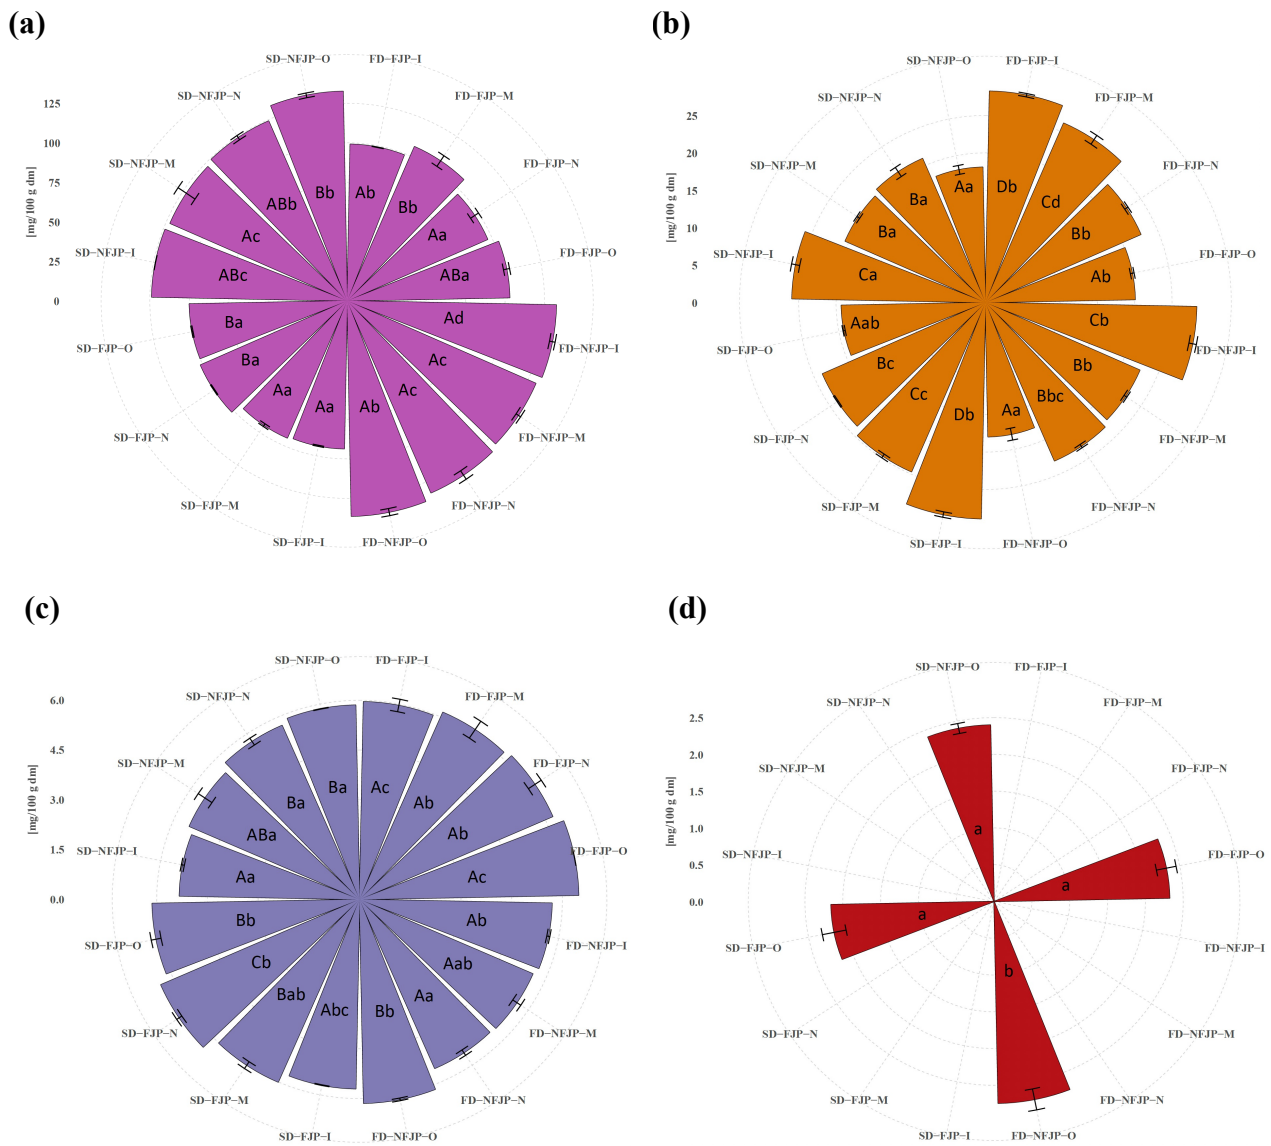 (a)
SD–NFJP–O
FD–FJP–I
SD–NFJP–N
FD–FJP–M
SD–NFJP–M
FD–FJP–N
SD–NFJP–I
FD–FJP–O
SD–FJP–O
FD–NFJP–I
SD–FJP–N
FD–NFJP–M
SD–FJP–M
FD–NFJP–N
SD–FJP–I
FD–NFJP–O
[mg/100 g dm]
125
100
75
50
25
0
Ab
Bb
Aa
ABa
Ad
Ac
Ac
Ab
Aa
Aa
Ba
Ba
ABc
Ac
ABb
Bb
(b)
SD–NFJP–O
FD–FJP–I
SD–NFJP–N
FD–FJP–M
SD–NFJP–M
FD–FJP–N
SD–NFJP–I
FD–FJP–O
SD–FJP–O
FD–NFJP–I
SD–FJP–N
FD–NFJP–M
SD–FJP–M
FD–NFJP–N
SD–FJP–I
FD–NFJP–O
[mg/100 g dm]
25
20
15
10
5
0
Db
Cd
Bb
Ab
Cb
Bb
Bbc
Aa
Db
Cc
Bc
Aab
Ca
Ba
Ba
Aa
(c)
SD–NFJP–O
FD–FJP–I
SD–NFJP–N
FD–FJP–M
SD–NFJP–M
FD–FJP–N
SD–NFJP–I
FD–FJP–O
SD–FJP–O
FD–NFJP–I
SD–FJP–N
FD–NFJP–M
SD–FJP–M
FD–NFJP–N
SD–FJP–I
FD–NFJP–O
[mg/100 g dm]
6.0
4.5
3.0
1.5
0.0
Ac
Ab
Ab
Ac
Ab
Aab
Aa
Bb
Abc
Bab
Cb
Bb
Aa
ABa
Ba
Ba
(d)
SD–NFJP–O
FD–FJP–I
SD–NFJP–N
FD–FJP–M
SD–NFJP–M
FD–FJP–N
SD–NFJP–I
FD–FJP–O
SD–FJP–O
FD–NFJP–I
SD–FJP–N
FD–NFJP–M
SD–FJP–M
FD–NFJP–N
SD–FJP–I
FD–NFJP–O
[mg/100 g dm]
2.5
2.0
1.5
1.0
0.5
0.0
a
a
b
a